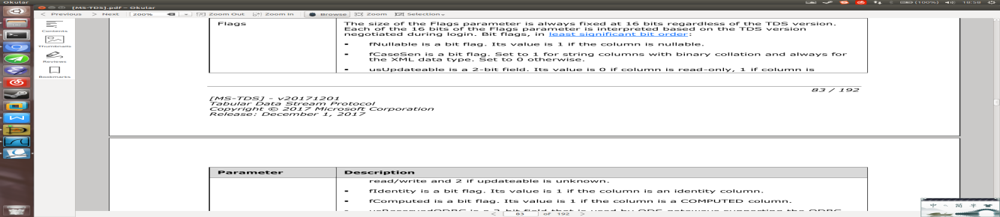 Okular
(100%)
18:58
[MS-TDS].pdf – Okular
< Previous > Next 200% Zoom Out Zoom In Browse Zoom Selection
Contents
Thumbnails
Reviews
Bookmarks
Flags
The size of the Flags parameter is always fixed at 16 bits regardless of the TDS version.
Each of the 16 bits of the Flags parameter is interpreted based on the TDS version
negotiated during login. Bit flags, in least significant bit order:
▪ fNullable is a bit flag. Its value is 1 if the column is nullable.
▪ fCaseSen is a bit flag. Set to 1 for string columns with binary collation and always for
the XML data type. Set to 0 otherwise.
▪ usUpdateable is a 2-bit field. Its value is 0 if column is read-only, 1 if column is
83 / 192
[MS-TDS] - v20171201
Tabular Data Stream Protocol
Copyright © 2017 Microsoft Corporation
Release: December 1, 2017
Parameter Description
read/write and 2 if updateable is unknown.
▪ fIdentity is a bit flag. Its value is 1 if the column is an identity column.
▪ fComputed is a bit flag. Its value is 1 if the column is a COMPUTED column.
< 83 of 192 >
中 简 半